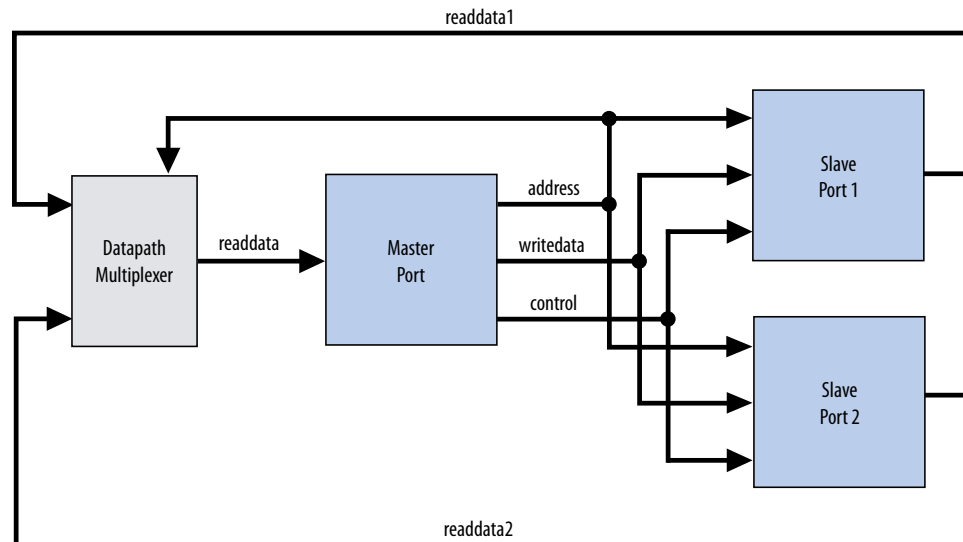 readdata1
Slave
Port 1
address
Datapath
Multiplexer
readdata
Master
Port
writedata
control
Slave
Port 2
readdata2